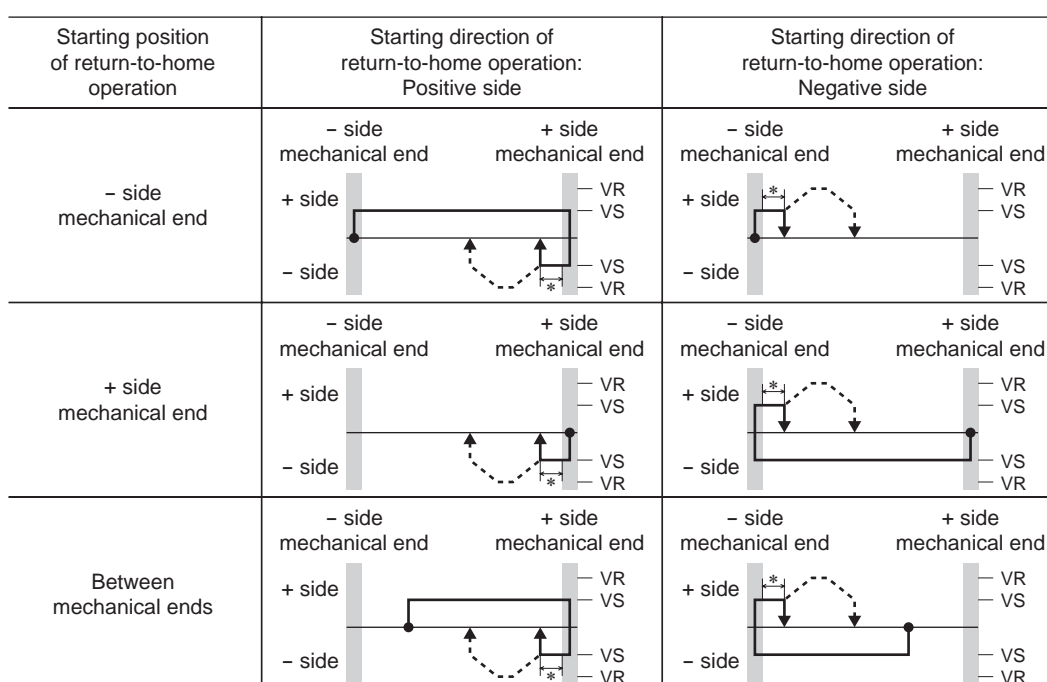 Starting position
of return-to-home
operation
Starting direction of
return-to-home operation:
Positive side
Starting direction of
return-to-home operation:
Negative side
− side
mechanical end
− side
mechanical end
+ side
mechanical end
+ side
− side
VR
VS
VS
VR
*
− side
mechanical end
+ side
mechanical end
+ side
− side
*
VR
VS
VS
VR
+ side
mechanical end
− side
mechanical end
+ side
mechanical end
+ side
− side
VR
VS
VS
VR
*
− side
mechanical end
+ side
mechanical end
+ side
− side
*
VR
VS
VS
VR
Between
mechanical ends
− side
mechanical end
+ side
mechanical end
+ side
− side
VR
VS
VS
VR
*
− side
mechanical end
+ side
mechanical end
+ side
− side
*
VR
VS
VS
VR